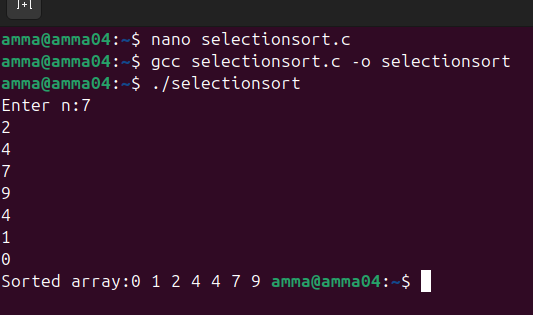 amma@amma04:~$ nano selectionsort.c
amma@amma04:~$ gcc selectionsort.c -o selectionsort
amma@amma04:~$ ./selectionsort
Enter n:7
2
4
7
9
4
1
0
Sorted array:0 1 2 4 4 7 9 amma@amma04:~$